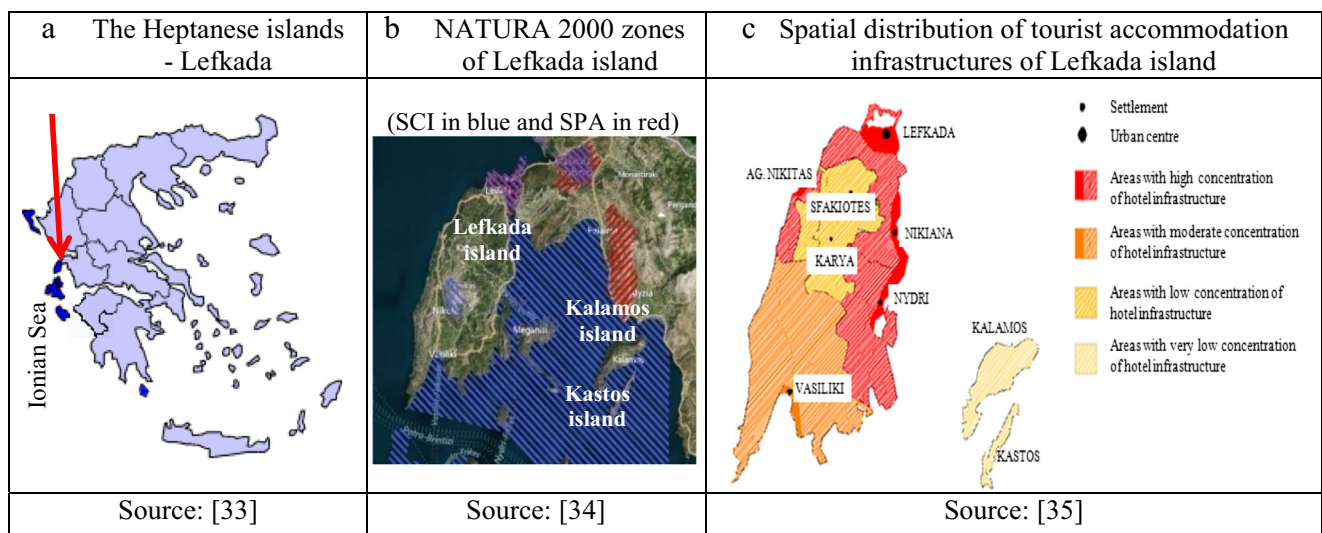 a The Heptanese islands
- Lefkada
b NATURA 2000 zones
of Lefkada island
c Spatial distribution of tourist accommodation
infrastructures of Lefkada island
Ionian Sea
(SCI in blue and SPA in red)
Monastiraki
Lefkada
island
Kalamos
island
Meganisi
Kalamos
Kastos
island
Settlement
Urban centre
LEFKADA
AG. NIKITAS
SFAKIOTES
NIKIANA
KARYA
NYDRI
KALAMOS
VASILIKI
KASTOS
Areas with high concentration
of hotel infrastructure
Areas with moderate concentration
of hotel infrastructure
Areas with low concentration of
hotel infrastructure
Areas with very low concentration
of hotel infrastructure
Source: [33]
Source: [34]
Source: [35]